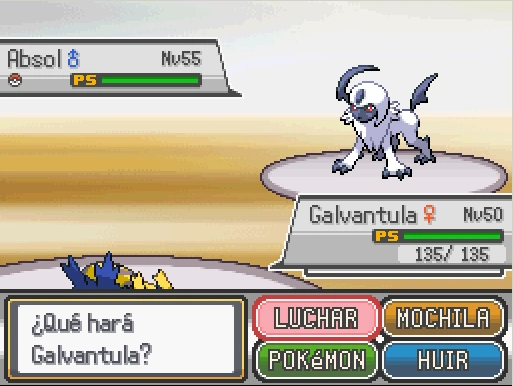 Absol ♂ Nv55
PS
Galvantula ♀ Nv50
PS
135/ 135
¿Qué hará
Galvantula?
LUCHAR
MOCHILA
POKéMON
HUIR